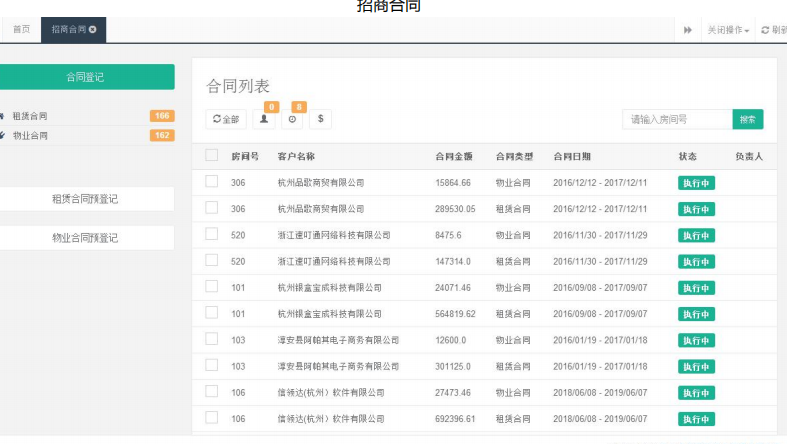 招商合同
首页 招商合同 关闭操作 刷新
合同登记
租赁合同 166
物业合同 162
租赁合同预登记
物业合同预登记
合同列表
0 8
全部 $ 请输入房间号 搜索
房间号 客户名称 合同金额 合同类型 合同日期 状态 负责人
306 杭州品歌商贸有限公司 15864.66 物业合同 2016/12/12 - 2017/12/11 执行中
306 杭州品歌商贸有限公司 289530.05 租赁合同 2016/12/12 - 2017/12/11 执行中
520 浙江速叮通网络科技有限公司 8475.6 物业合同 2016/11/30 - 2017/11/29 执行中
520 浙江速叮通网络科技有限公司 147314.0 租赁合同 2016/11/30 - 2017/11/29 执行中
101 杭州银盒宝成科技有限公司 24071.46 物业合同 2016/09/08 - 2017/09/07 执行中
101 杭州银盒宝成科技有限公司 564819.62 租赁合同 2016/09/08 - 2017/09/07 执行中
103 淳安县阿帕其电子商务有限公司 12600.0 物业合同 2016/01/19 - 2017/01/18 执行中
103 淳安县阿帕其电子商务有限公司 301125.0 租赁合同 2016/01/19 - 2017/01/18 执行中
106 信领达(杭州）软件有限公司 27473.46 物业合同 2018/06/08 - 2019/06/07 执行中
106 信领达(杭州）软件有限公司 692396.61 租赁合同 2018/06/08 - 2019/06/07 执行中